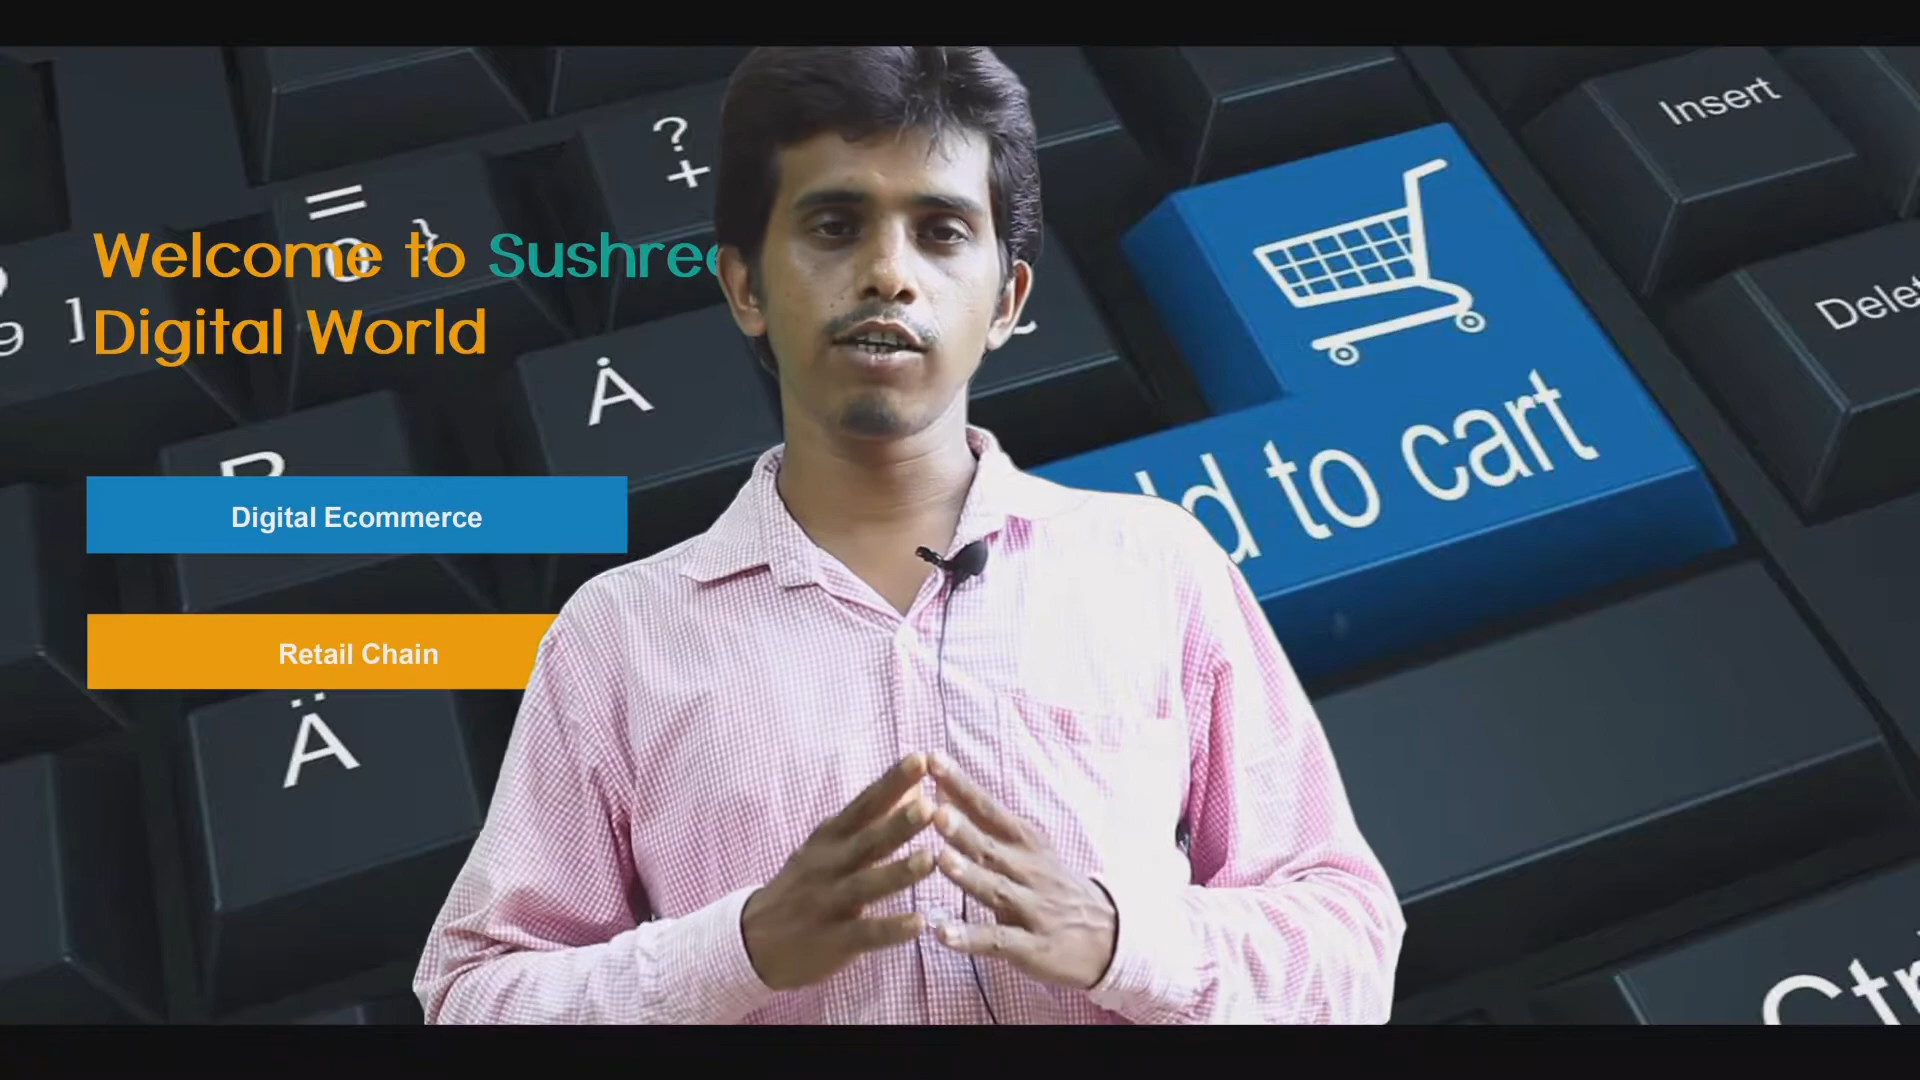 Welcome to Sushree
Digital World
Digital Ecommerce
Retail Chain
to cart
Insert
Ä